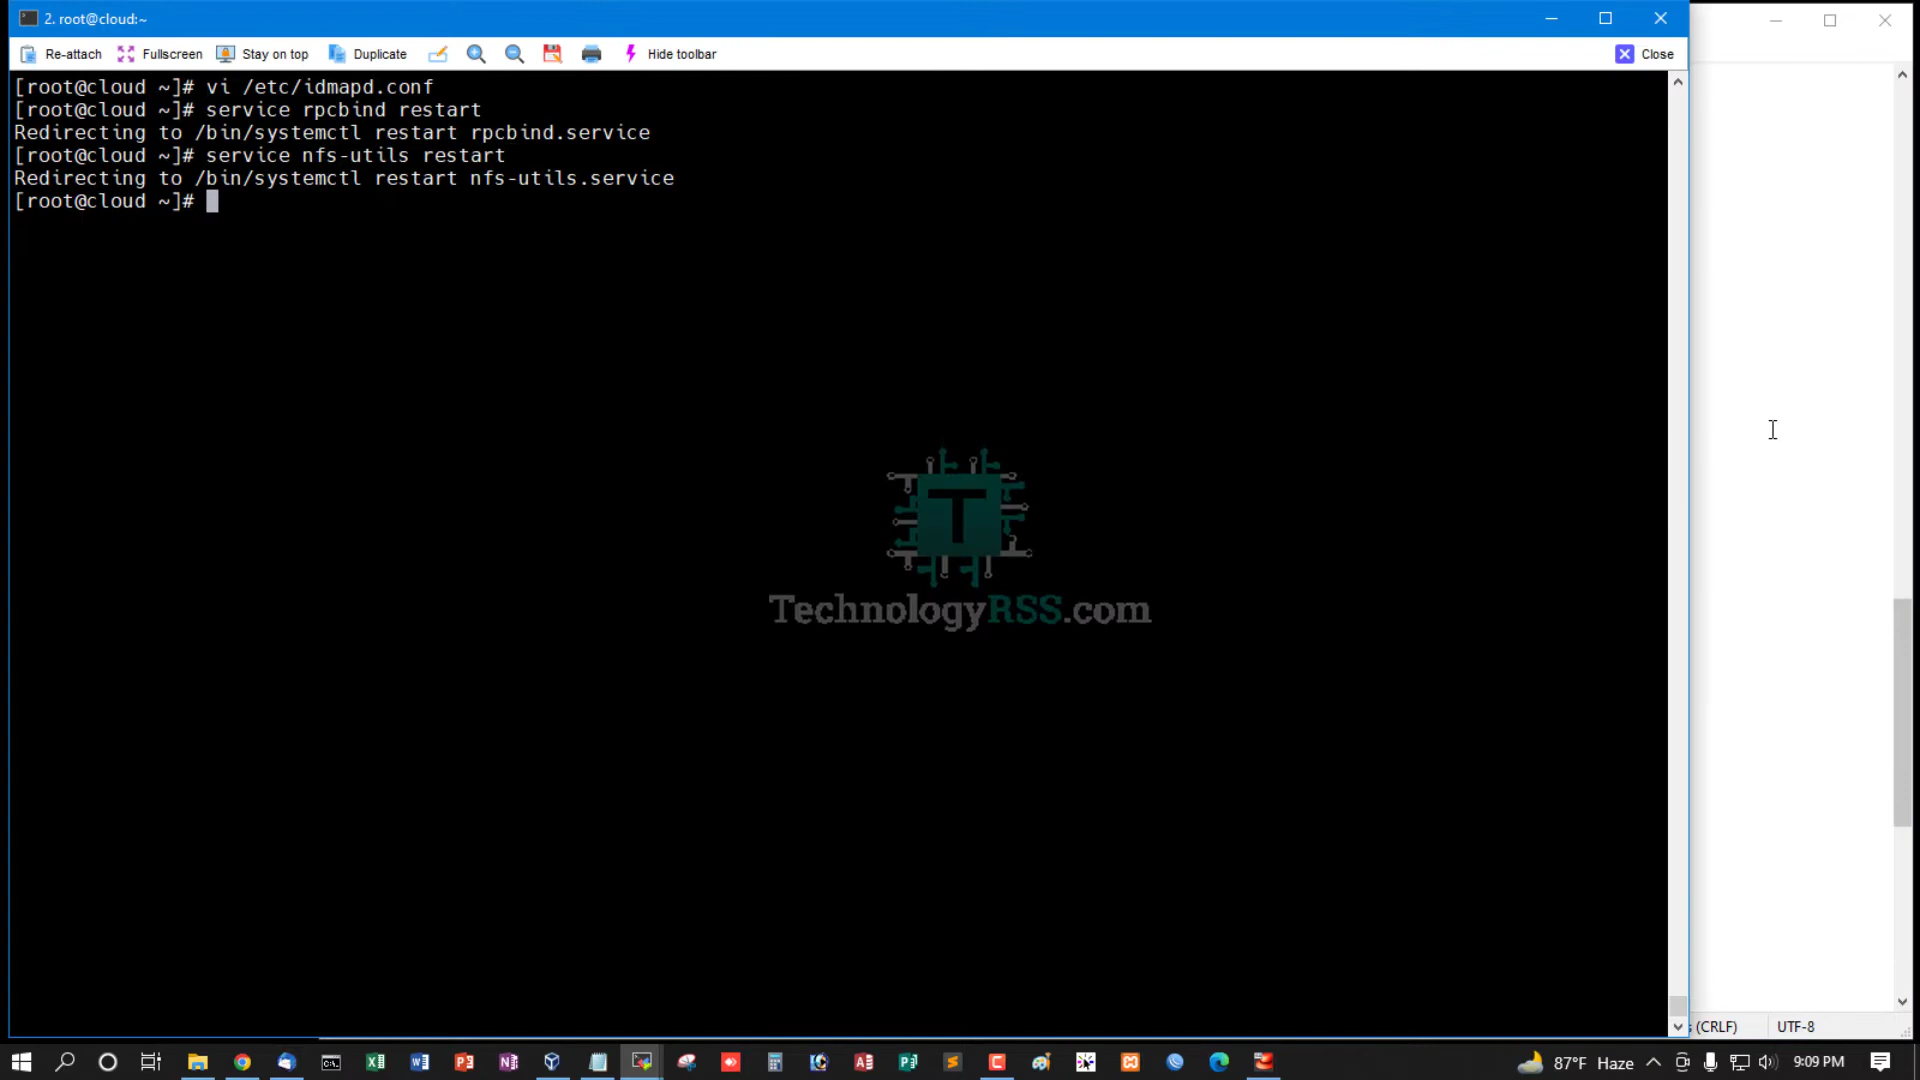 2. root@cloud:~
Re-attach Fullscreen Stay on top Duplicate Hide toolbar Close
[root@cloud ~]# vi /etc/idmapd.conf
[root@cloud ~]# service rpcbind restart
Redirecting to /bin/systemctl restart rpcbind.service
[root@cloud ~]# service nfs-utils restart
Redirecting to /bin/systemctl restart nfs-utils.service
[root@cloud ~]#
T
TechnologyRSS.com
(CRLF) UTF-8
87°F Haze 9:09 PM